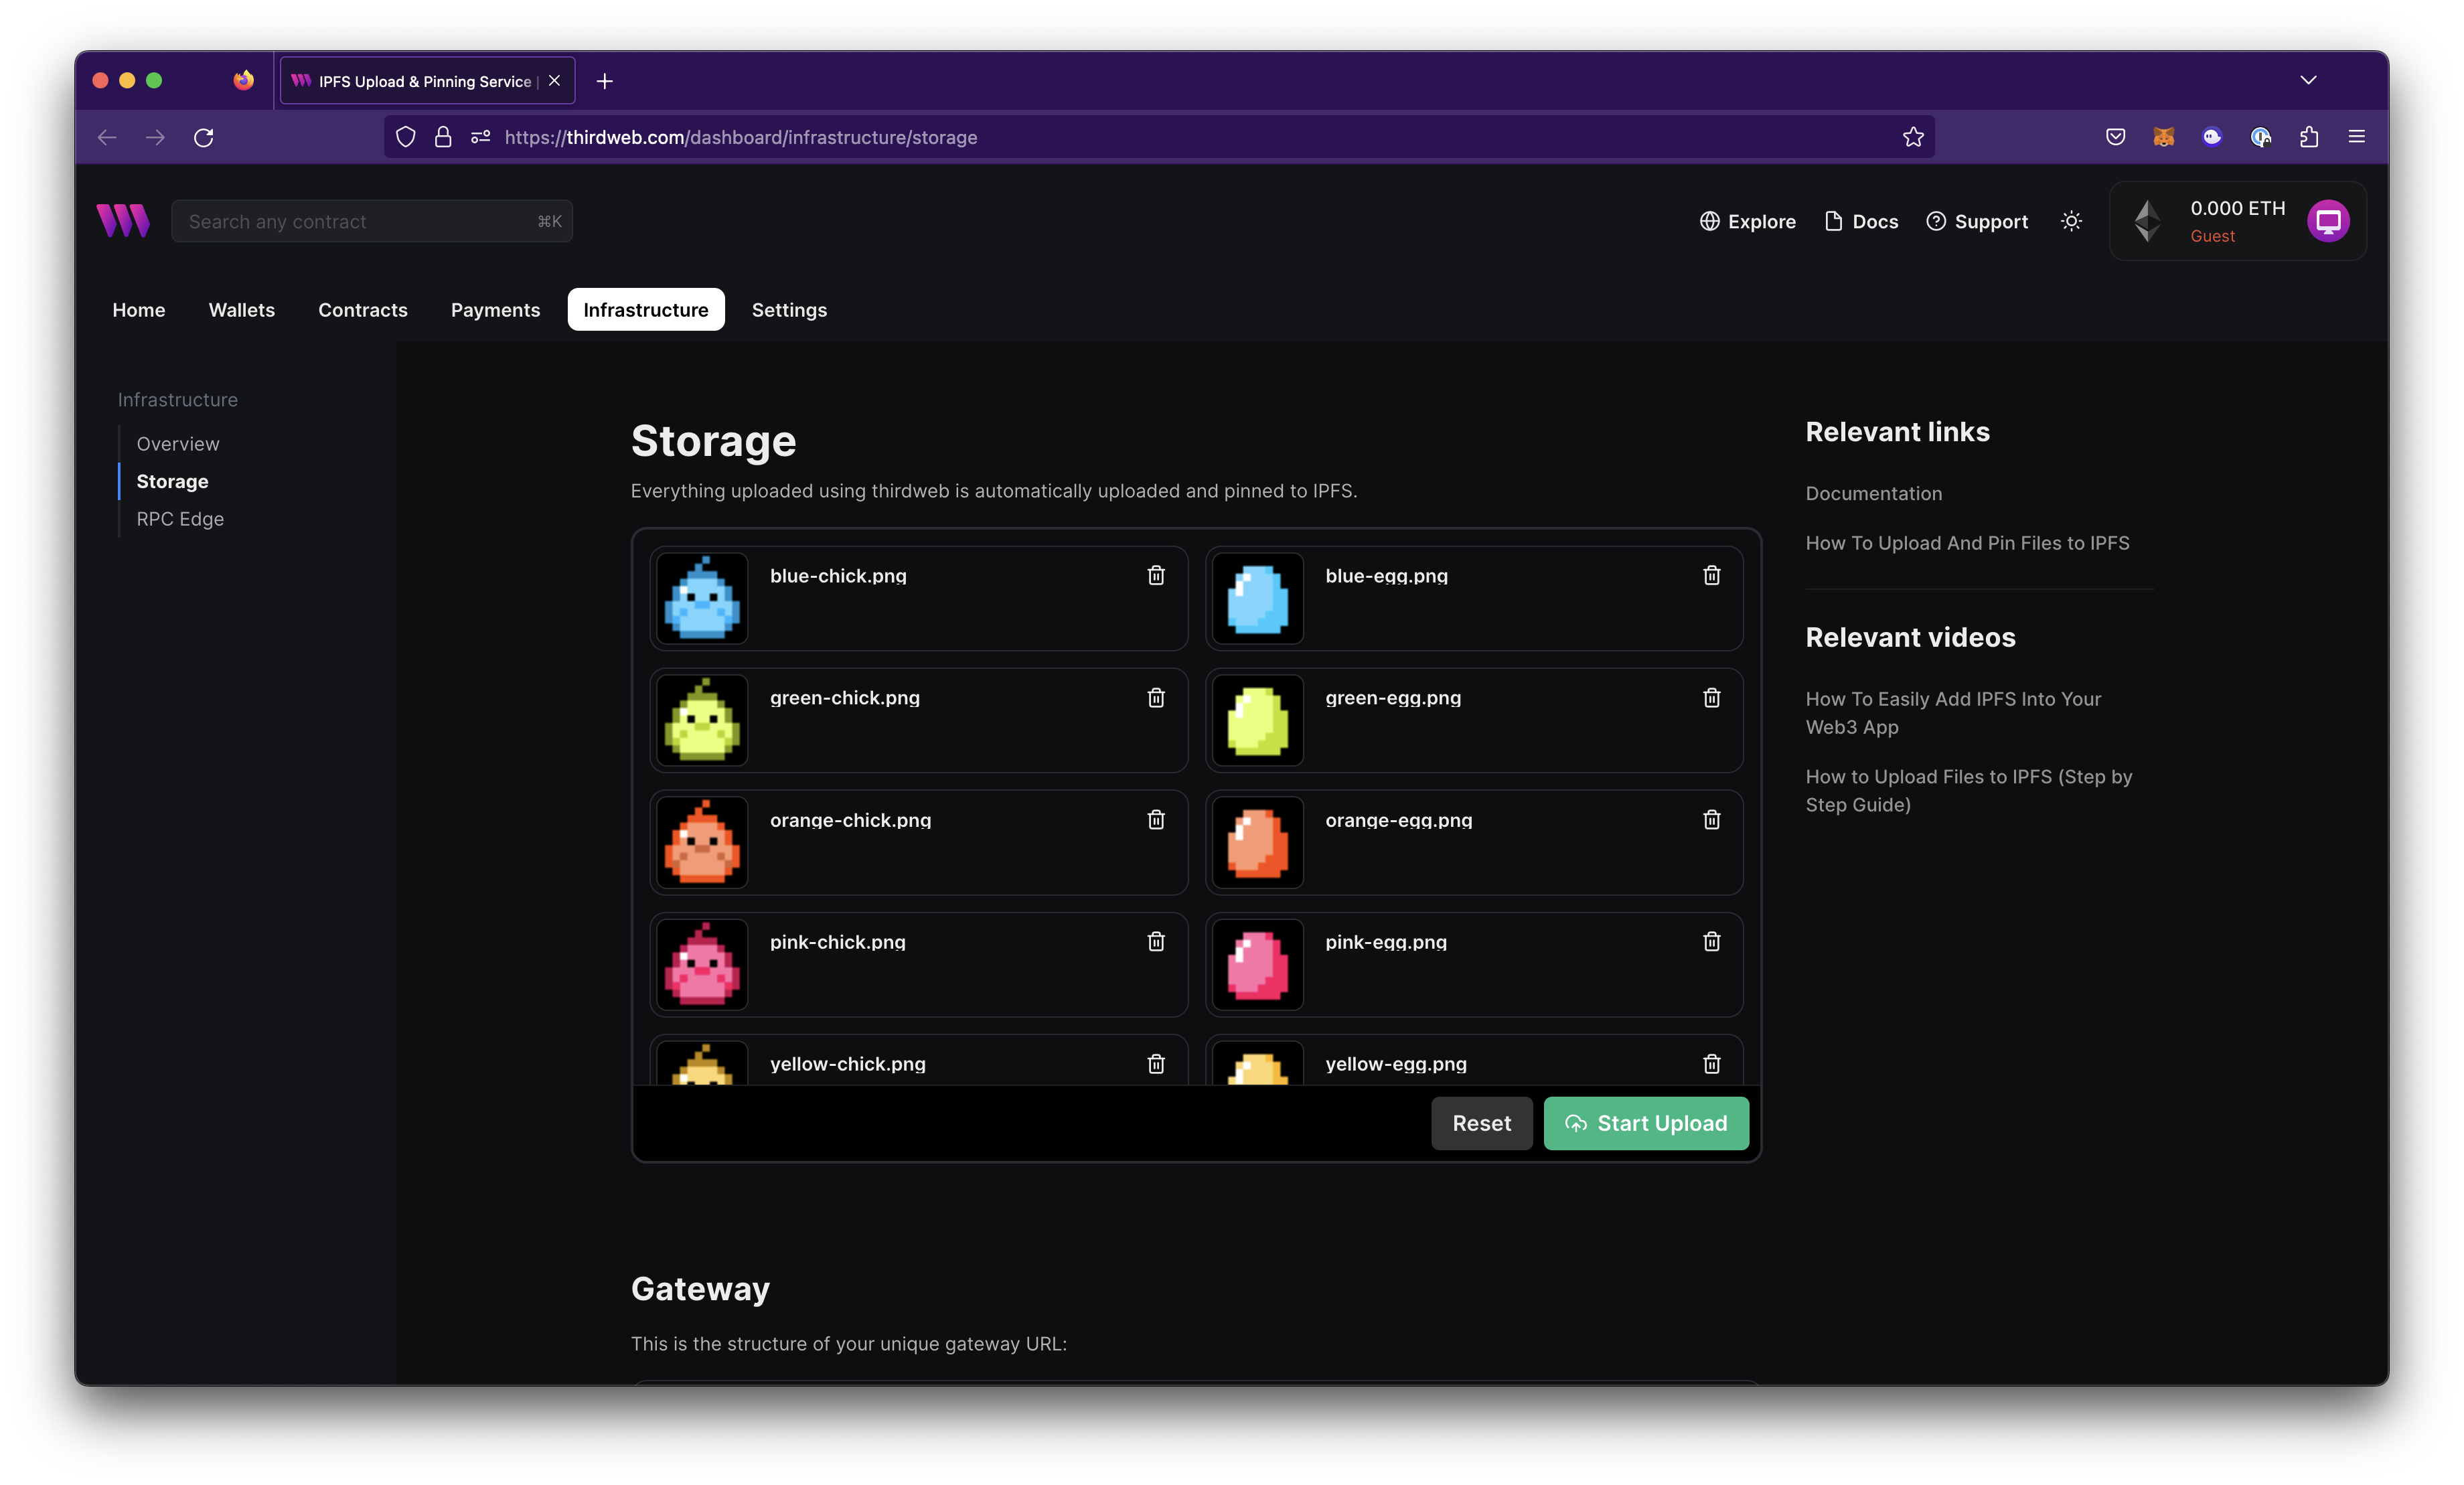 IPFS Upload & Pinning Service |
https://thirdweb.com/dashboard/infrastructure/storage
Search any contract
⌘K
Explore
Docs
Support
0.000 ETH
Guest
Home
Wallets
Contracts
Payments
Infrastructure
Settings
Infrastructure
Overview
Storage
RPC Edge
Storage
Everything uploaded using thirdweb is automatically uploaded and pinned to IPFS.
blue-chick.png
blue-egg.png
green-chick.png
green-egg.png
orange-chick.png
orange-egg.png
pink-chick.png
pink-egg.png
yellow-chick.png
yellow-egg.png
Reset
Start Upload
Gateway
This is the structure of your unique gateway URL:
Relevant links
Documentation
How To Upload And Pin Files to IPFS
Relevant videos
How To Easily Add IPFS Into Your
Web3 App
How to Upload Files to IPFS (Step by
Step Guide)